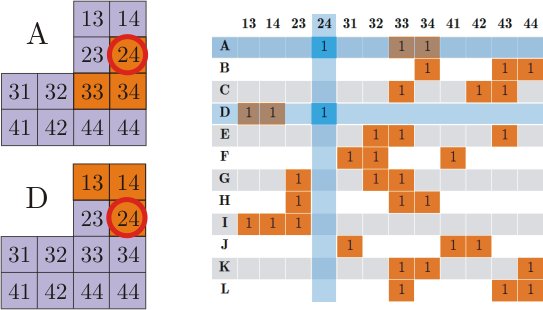 13 14
A
23 24
31 32 33 34
41 42 44 44
13 14
D
23 24
31 32 33 34
41 42 44 44
13 14 23 24 31 32 33 34 41 42 43 44
A 1 1 1
B 1 1 1
C 1 1 1
D 1 1 1
E 1 1 1
F 1 1 1
G 1 1 1
H 1 1 1
I 1 1 1
J 1 1 1
K 1 1 1
L 1 1 1